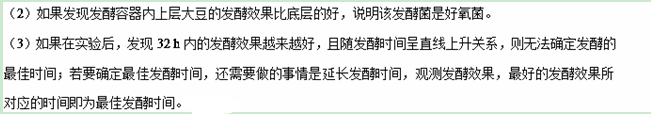 （2）如果发现发酵容器内上层大豆的发酵效果比底层的好，说明该发酵菌是好氧菌。
（3）如果在实验后，发现 32 h 内的发酵效果越来越好，且随发酵时间呈直线上升关系，则无法确定发酵的
最佳时间；若要确定最佳发酵时间，还需要做的事情是延长发酵时间，观测发酵效果，最好的发酵效果所
对应的时间即为最佳发酵时间。